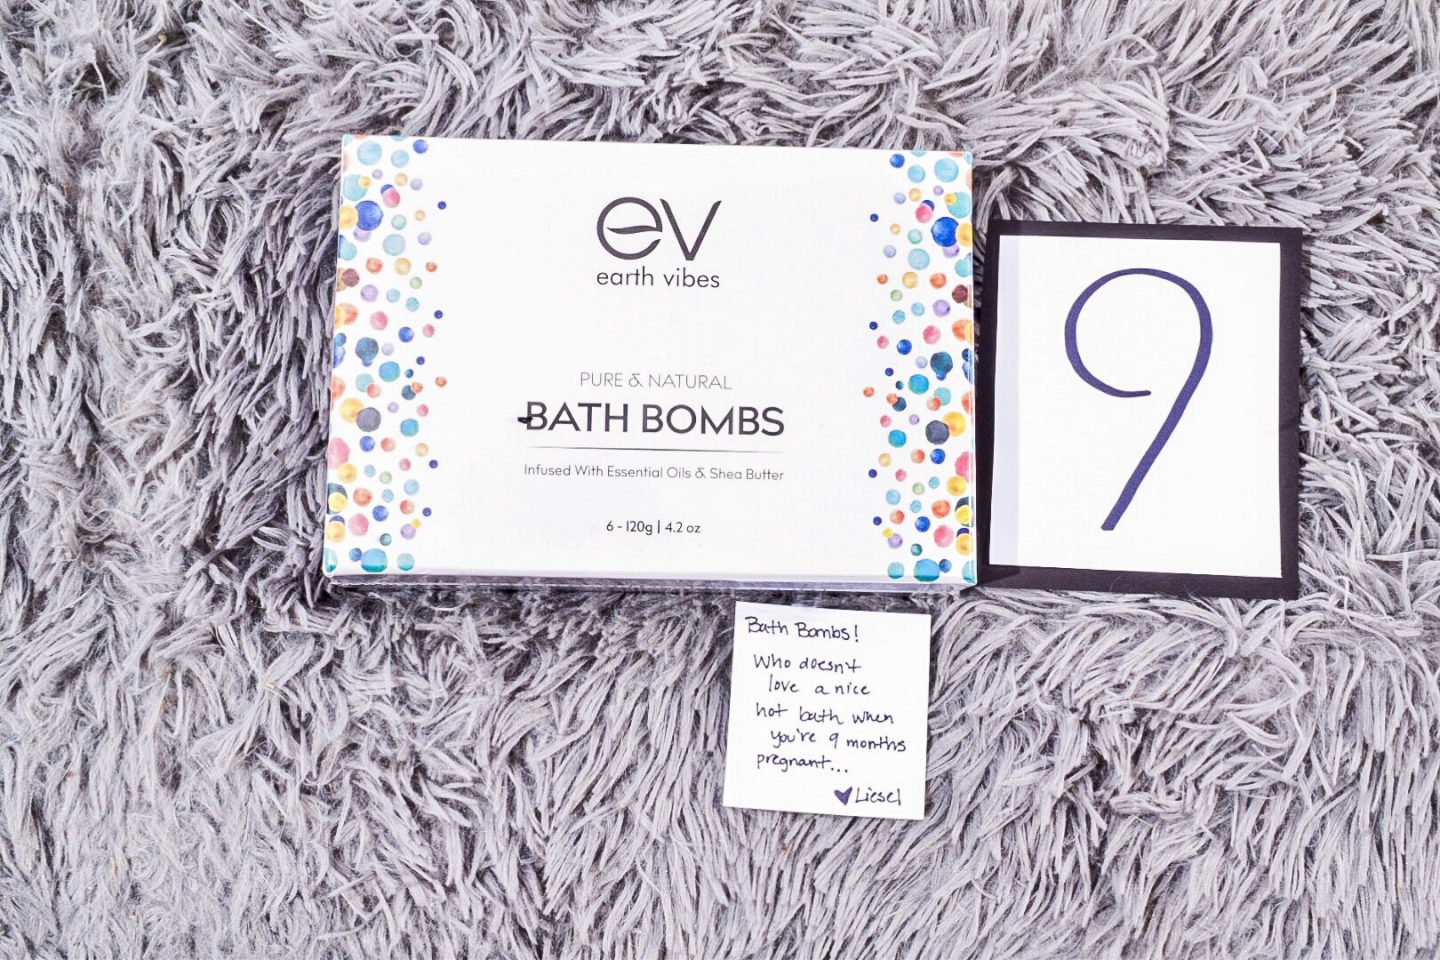 ev
earth vibes
PURE & NATURAL
BATH BOMBS
Infused With Essential Oils & Shea Butter
6 - 120g | 4.2 oz
9
Bath Bombs!
Who doesn't
love a nice
hot bath when
you're 9 months
pregnant...
♥Liesel